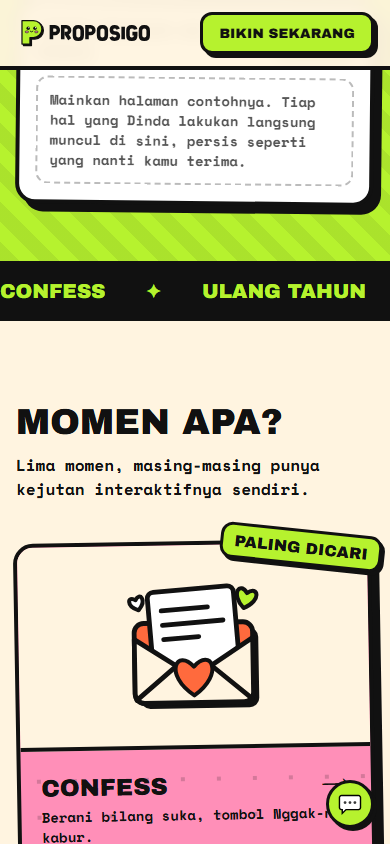 PROPOSIGO
BIKIN SEKARANG
Mainkan halaman contohnya. Tiap
hal yang Dinda lakukan langsung
muncul di sini, persis seperti
yang nanti kamu terima.
CONFESS ✦ ULANG TAHUN
MOMEN APA?
Lima momen, masing-masing punya
kejutan interaktifnya sendiri.
PALING DICARI
CONFESS
Berani bilang suka, tombol Nggak-
kabur.